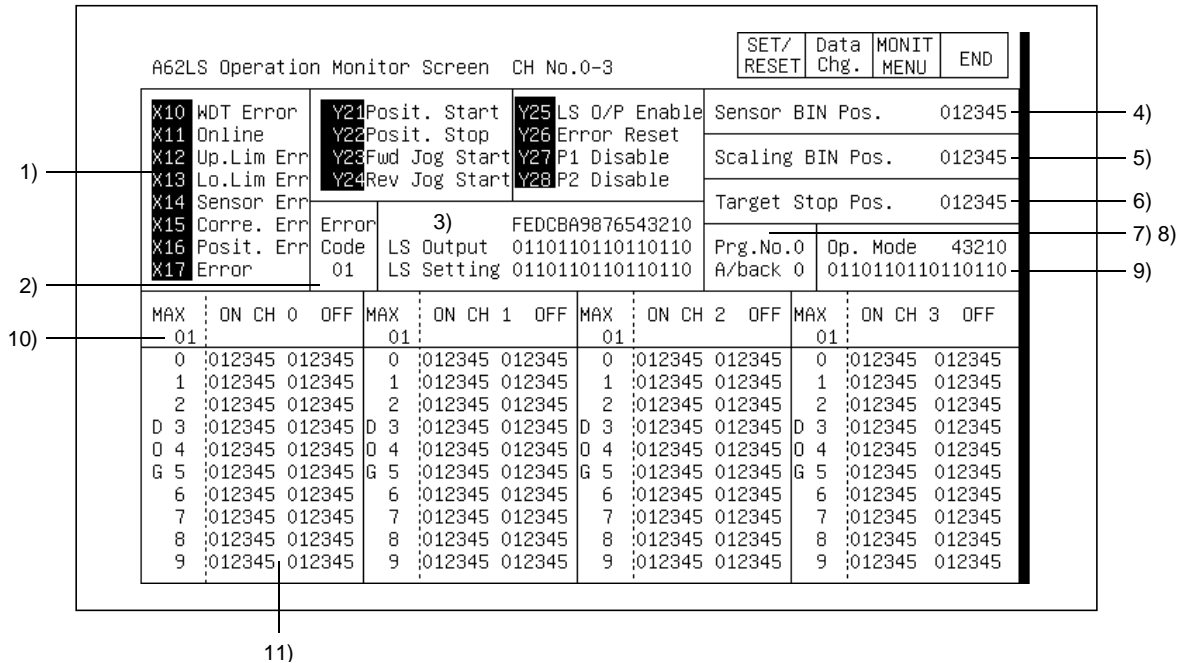 A62LS Operation Monitor Screen CH No.0-3
SET/ RESET Data Chg. MONIT MENU END
X10 WDT Error Y21 Posit. Start Y25 LS O/P Enable Sensor BIN Pos. 012345 4)
X11 Online Y22 Posit. Stop Y26 Error Reset
1) X12 Up.Lim Err Y23 Fwd Jog Start Y27 P1 Disable Scaling BIN Pos. 012345 5)
X13 Lo.Lim Err Y24 Rev Jog Start Y28 P2 Disable
X14 Sensor Err Target Stop Pos. 012345 6)
X15 Corre. Err Error 3) FEDCBA9876543210 7) 8)
X16 Posit. Err Code LS Output 0110110110110110 Prg.No.0 Op. Mode 43210
X17 Error 01 LS Setting 0110110110110110 A/back 0 0110110110110110 9)
2)
MAX ON CH 0 OFF MAX ON CH 1 OFF MAX ON CH 2 OFF MAX ON CH 3 OFF
10) 01 01 01 01
0 012345 012345 0 012345 012345 0 012345 012345 0 012345 012345
1 012345 012345 1 012345 012345 1 012345 012345 1 012345 012345
2 012345 012345 2 012345 012345 2 012345 012345 2 012345 012345
D 3 012345 012345 D 3 012345 012345 D 3 012345 012345 D 3 012345 012345
O 4 012345 012345 O 4 012345 012345 O 4 012345 012345 O 4 012345 012345
G 5 012345 012345 G 5 012345 012345 G 5 012345 012345 G 5 012345 012345
6 012345 012345 6 012345 012345 6 012345 012345 6 012345 012345
7 012345 012345 7 012345 012345 7 012345 012345 7 012345 012345
8 012345 012345 8 012345 012345 8 012345 012345 8 012345 012345
9 012345 012345 9 012345 012345 9 012345 012345 9 012345 012345
11)